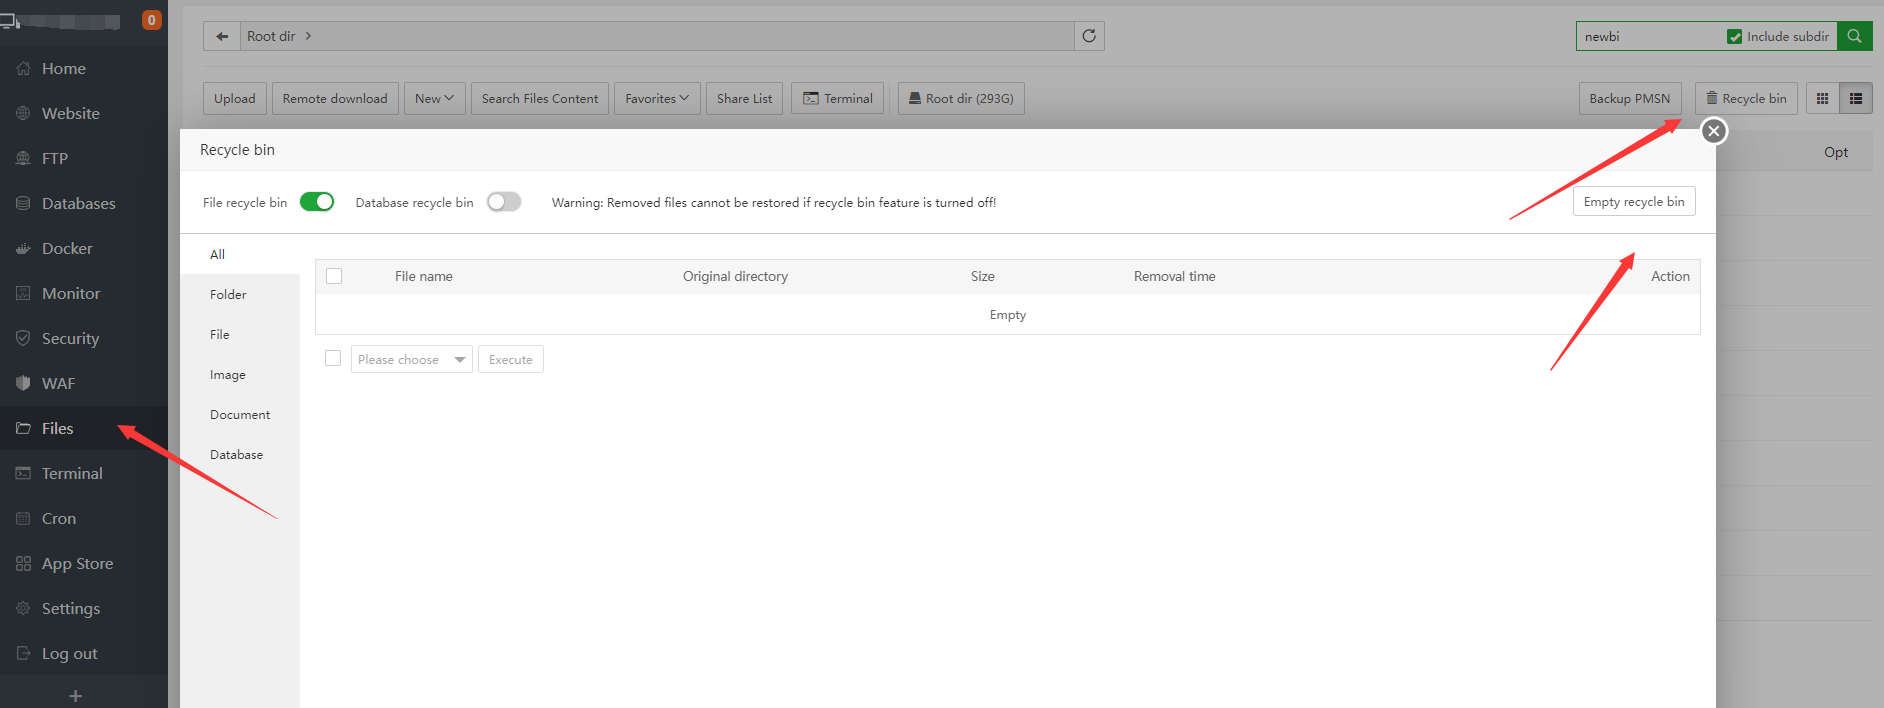 0
Home
Website
FTP
Databases
Docker
Monitor
Security
WAF
Files
Terminal
Cron
App Store
Settings
Log out
+
Root dir >
newbi Include subdir
Upload Remote download New Search Files Content Favorites Share List Terminal Root dir (293G) Backup PMSN Recycle bin
Opt
Recycle bin
File recycle bin Database recycle bin Warning: Removed files cannot be restored if recycle bin feature is turned off! Empty recycle bin
All
Folder
File
Image
Document
Database
File name Original directory Size Removal time Action
Empty
Please choose Execute